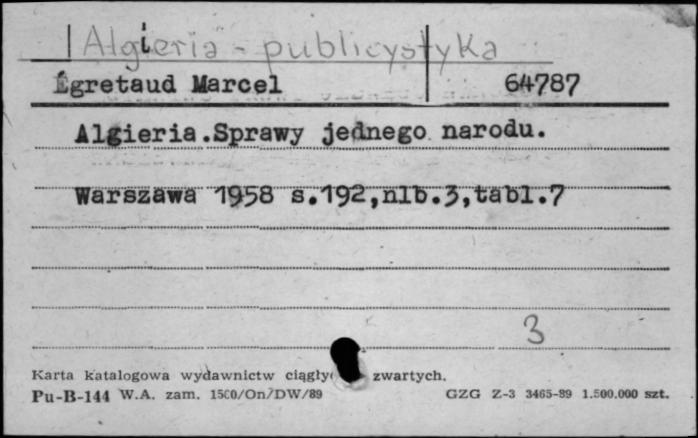 Algieria - publicystyka
Égretaud Marcel 64787
Algieria.Sprawy jednego narodu.
Warszawa 1958 s.192,nlb.3,tabl.7
3
Karta katalogowa wydawnictw zwartych.
Pu-B-144 W.A. zam. 1500/On/DW/89 GZG Z-3 3465-89 1.500.000 szt.